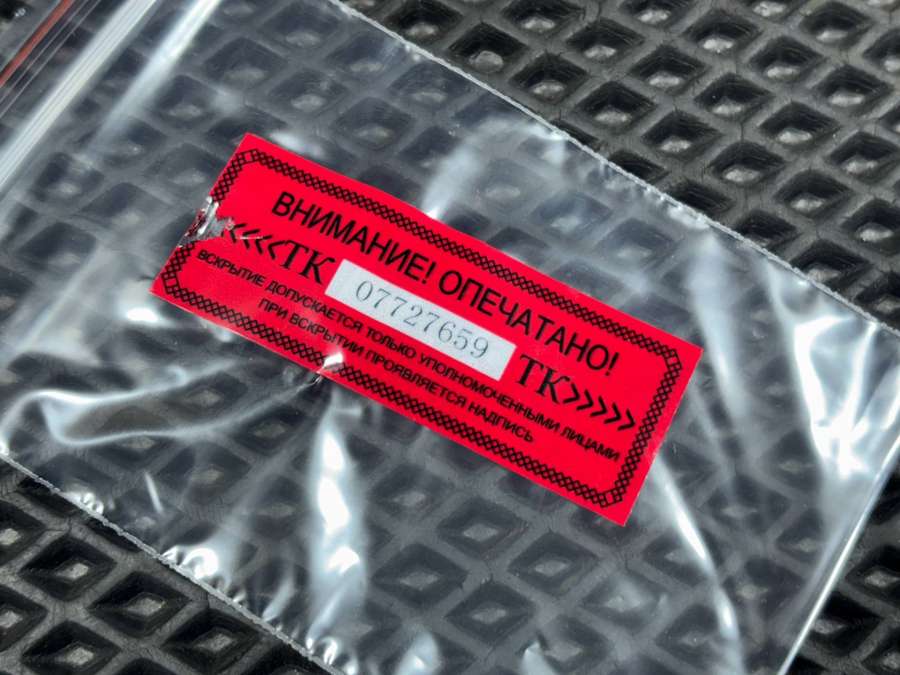 ВНИМАНИЕ! ОПЕЧАТАНО!
<<<<ТК 07727659 ТК>>>>>
ВСКРЫТИЕ ДОПУСКАЕТСЯ ТОЛЬКО УПОЛНОМОЧЕННЫМИ ЛИЦАМИ
ПРИ ВСКРЫТИИ ПРОЯВЛЯЕТСЯ НАДПИСЬ